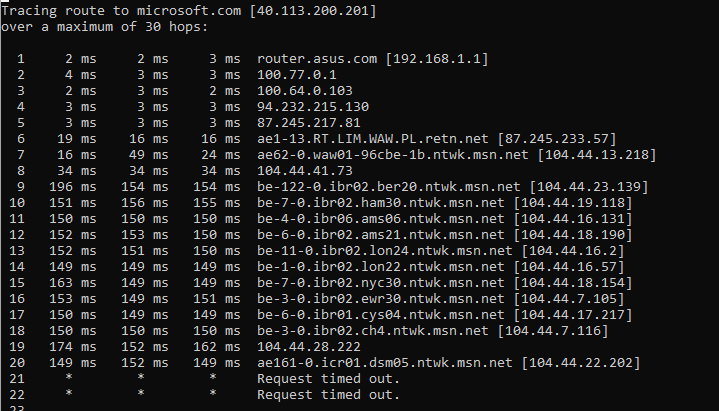 Tracing route to microsoft.com [40.113.200.201]
over a maximum of 30 hops:
1 2 ms 2 ms 3 ms router.asus.com [192.168.1.1]
2 4 ms 3 ms 3 ms 100.77.0.1
3 3 ms 3 ms 2 ms 100.64.0.103
4 3 ms 3 ms 3 ms 94.232.215.130
5 3 ms 3 ms 3 ms 87.245.217.81
6 19 ms 16 ms 16 ms ae1-13.RT.LIM.WAW.PL.retn.net [87.245.233.57]
7 16 ms 49 ms 24 ms ae62-0.waw01-96cbe-1b.ntwk.msn.net [104.44.13.218]
8 34 ms 34 ms 34 ms 104.44.41.73
9 196 ms 154 ms 154 ms be-122-0.ibr02.ber20.ntwk.msn.net [104.44.23.139]
10 151 ms 156 ms 155 ms be-7-0.ibr02.ham30.ntwk.msn.net [104.44.19.118]
11 150 ms 150 ms 150 ms be-4-0.ibr06.ams06.ntwk.msn.net [104.44.16.131]
12 152 ms 153 ms 150 ms be-6-0.ibr02.ams21.ntwk.msn.net [104.44.18.190]
13 152 ms 151 ms 150 ms be-11-0.ibr02.lon24.ntwk.msn.net [104.44.16.2]
14 149 ms 149 ms 149 ms be-1-0.ibr02.lon22.ntwk.msn.net [104.44.16.57]
15 163 ms 149 ms 149 ms be-7-0.ibr02.nyc30.ntwk.msn.net [104.44.18.154]
16 153 ms 149 ms 151 ms be-3-0.ibr02.ewr30.ntwk.msn.net [104.44.7.105]
17 150 ms 149 ms 149 ms be-6-0.ibr01.cys04.ntwk.msn.net [104.44.17.217]
18 150 ms 150 ms 150 ms be-3-0.ibr02.ch4.ntwk.msn.net [104.44.7.116]
19 174 ms 152 ms 162 ms 104.44.28.222
20 149 ms 152 ms 149 ms ae161-0.icr01.dsm05.ntwk.msn.net [104.44.22.202]
21 * * * Request timed out.
22 * * * Request timed out.
23